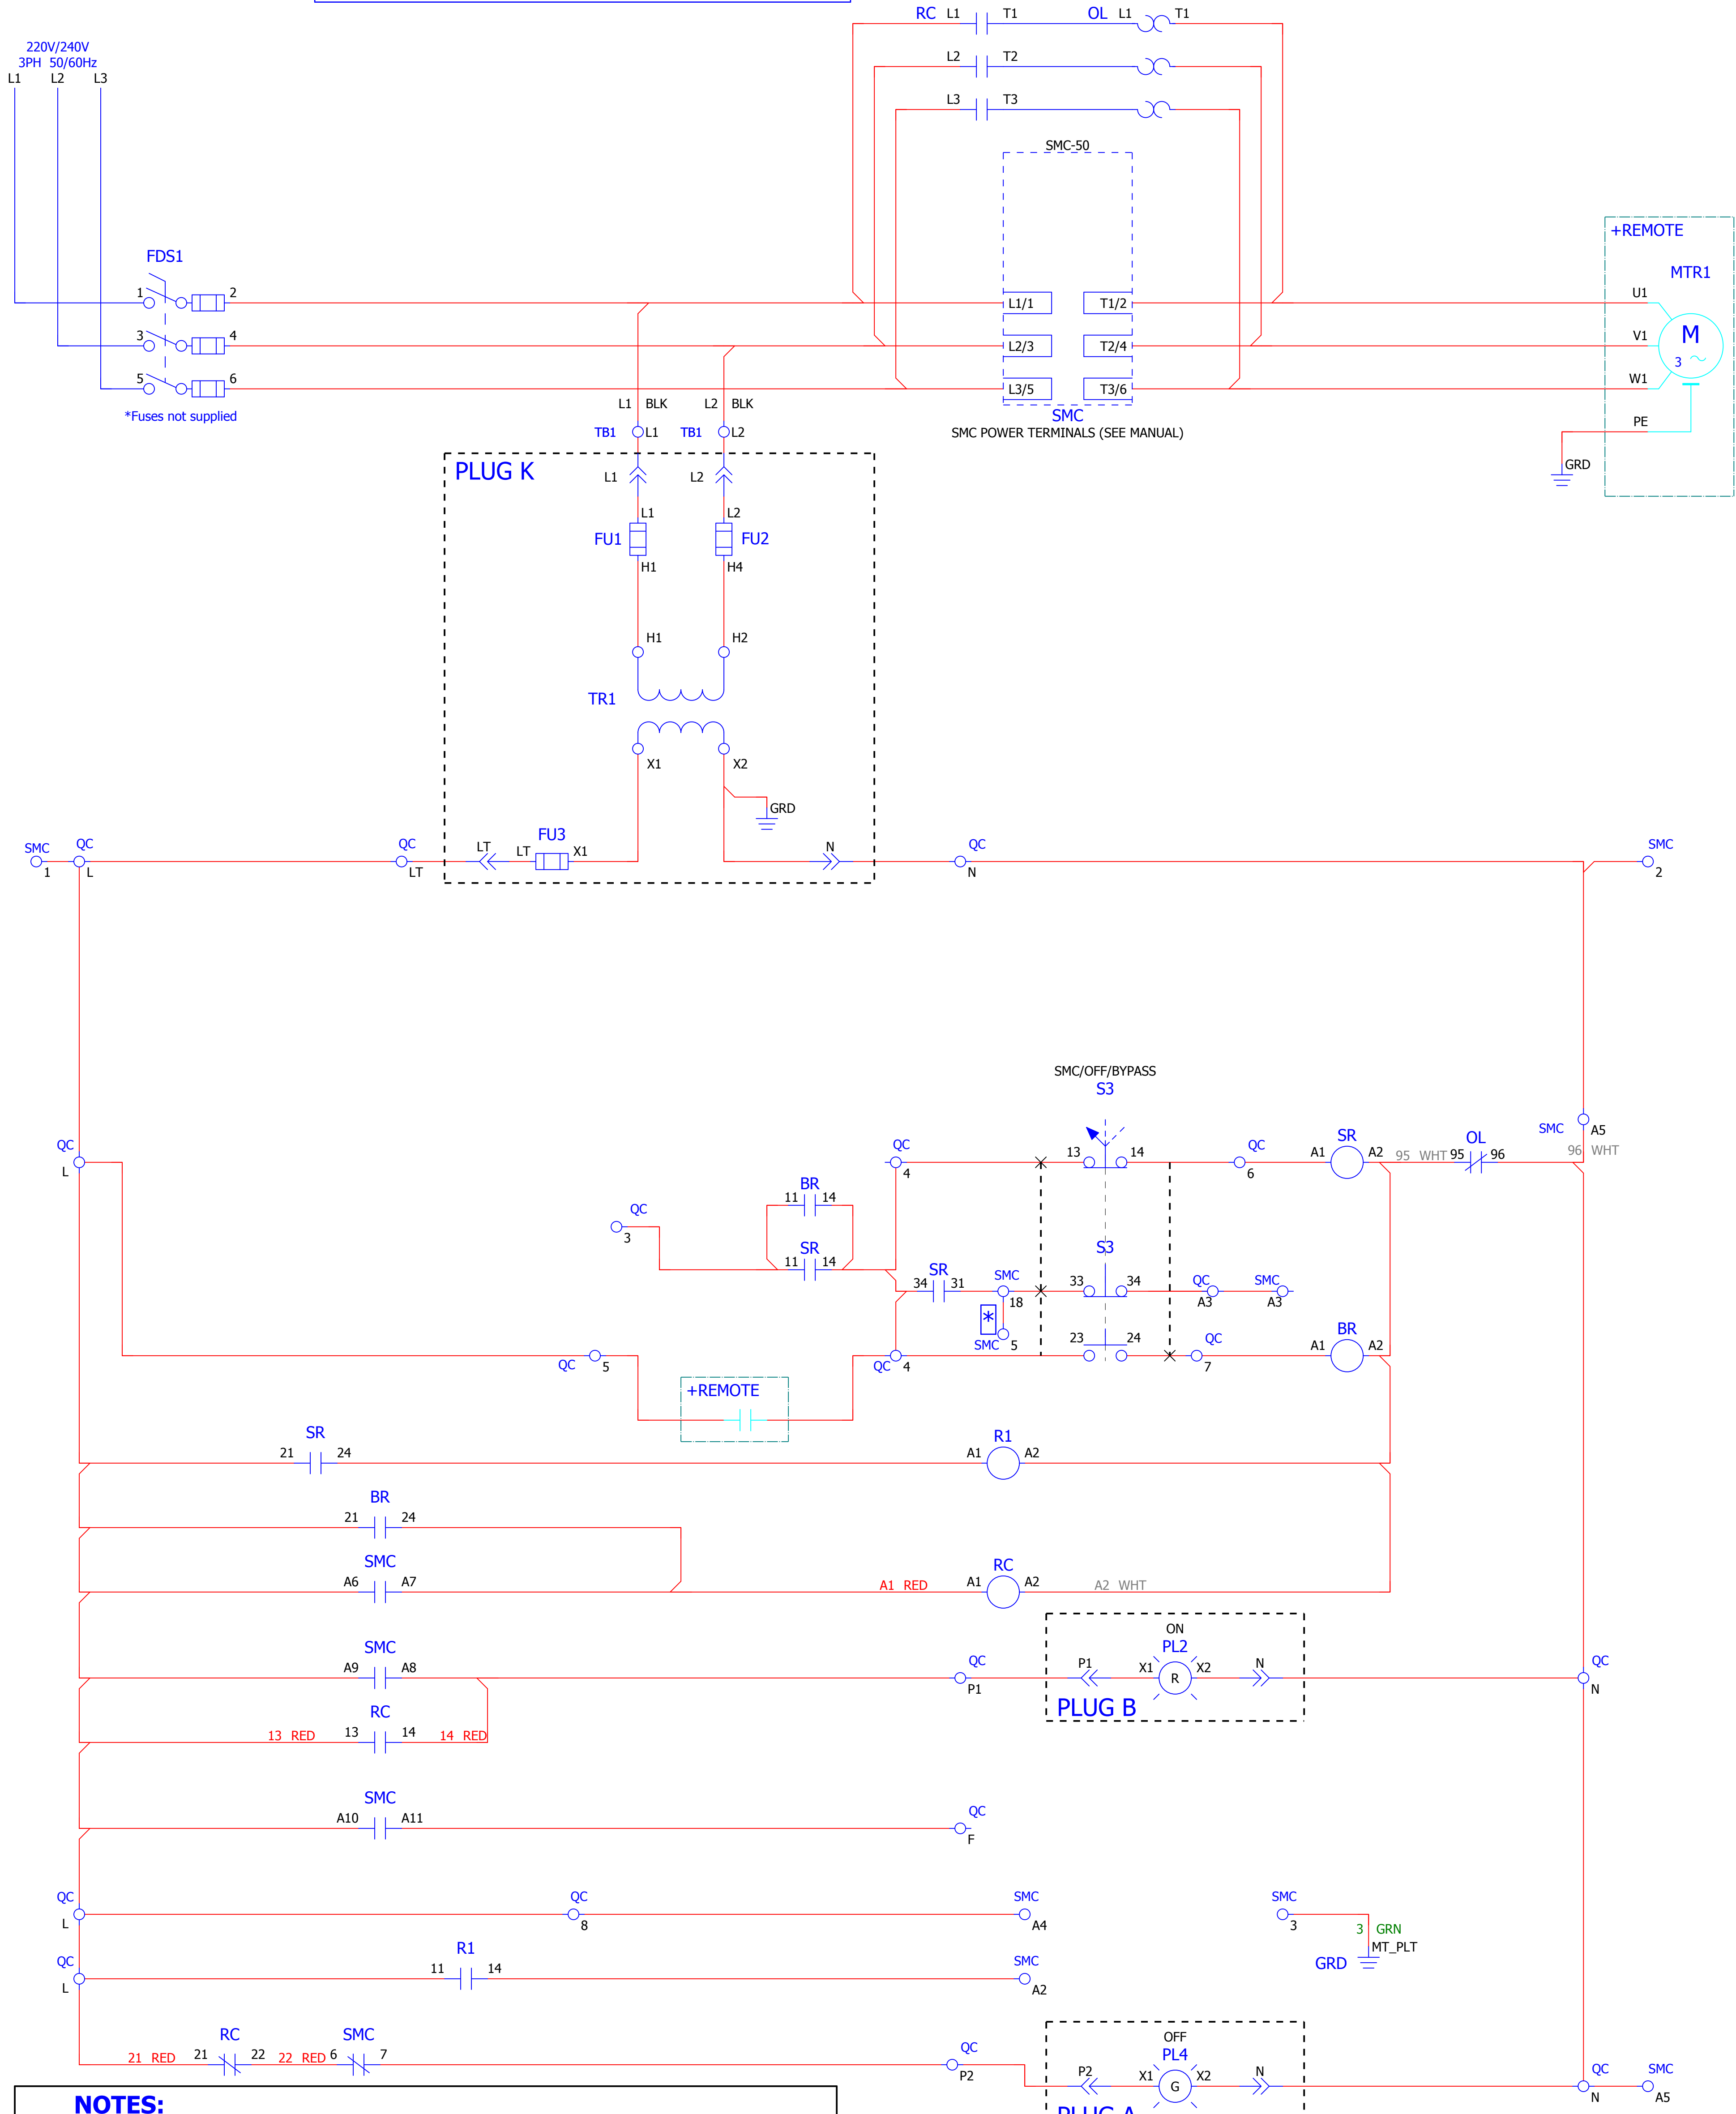 RC L1 T1 OL L1 T1
L2 T2
L3 T3
220V/240V
3PH 50/60Hz
L1 L2 L3
SMC-50
+REMOTE
MTR1
FDS1
1 2
3 4
5 6
*Fuses not supplied
L1/1 T1/2
L2/3 T2/4
L3/5 T3/6
SMC
SMC POWER TERMINALS (SEE MANUAL)
U1
V1
W1
M
3
PE
GRD
L1 BLK L2 BLK
TB1 L1 TB1 L2
PLUG K
L1 L2
L1 L2
FU1 FU2
H1 H4
H1 H2
TR1
X1 X2
GRD
SMC QC QC FU3 QC SMC
LT LT X1 N
1 L LT N 2
SMC/OFF/BYPASS
S3
SMC A5
QC QC 13 14 QC SR OL
A1 A2 95 WHT 95 96 96 WHT
L 4 6
BR
11 14
QC
3
SR S3
11 14
SR SMC QC SMC
34 31 33 34
18 A3 A3
*
SMC 5
23 24 QC BR
A1 A2
QC 5 QC 4 7
+REMOTE
SR R1
21 24 A1 A2
BR
21 24
SMC RC
A6 A7 A1 RED A1 A2 A2 WHT
ON
SMC PL2
A9 A8 QC P1 X1 R X2 N QC
P1 N
PLUG B
RC
13 RED 13 14 14 RED
SMC
A10 A11 QC
F
QC QC SMC SMC
L 8 A4 3
3 GRN
MT_PLT
GRD
QC R1 SMC
11 14
L A2
RC SMC OFF
21 RED 21 22 22 RED 6 7 QC PL4
P2 P2 X1 G X2 N QC SMC
N A5
PLUG A
NOTES: